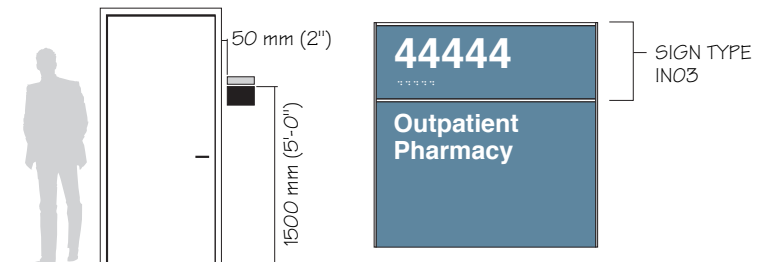 50 mm (2")
1500 mm (5'-0")
44444
Outpatient
Pharmacy
SIGN TYPE
IN03